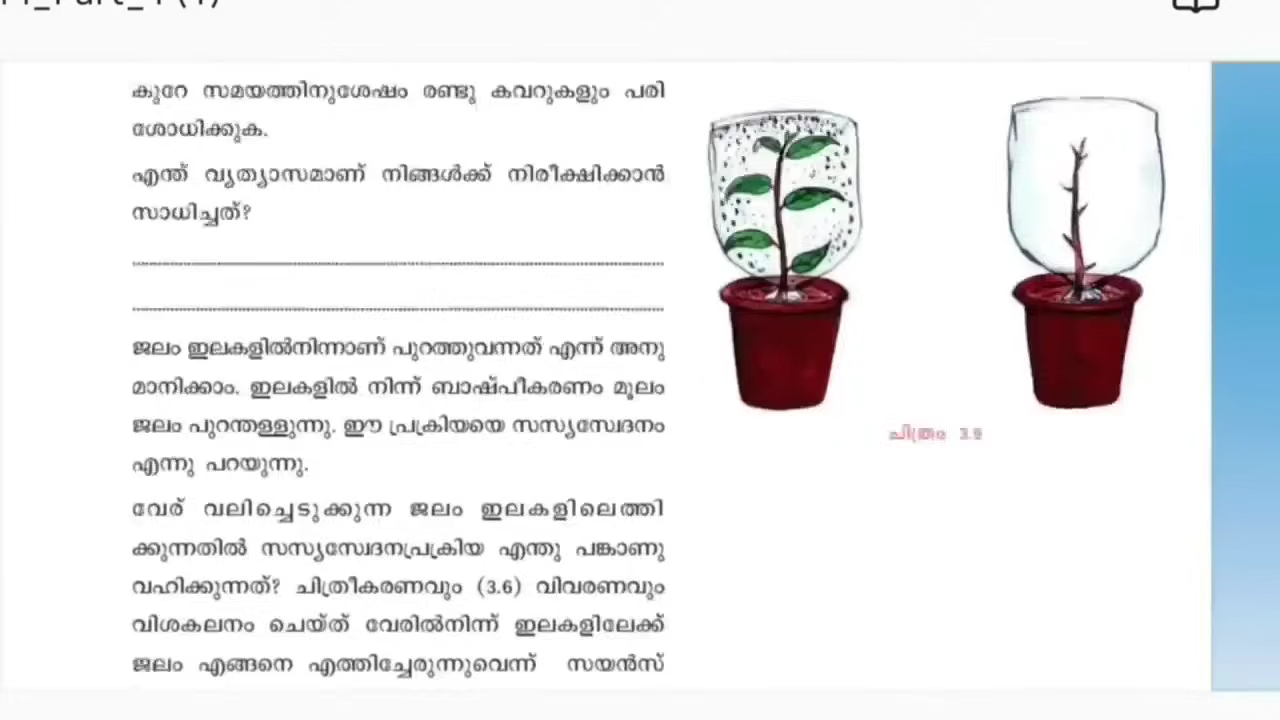 കുറേ സമയത്തിനുശേഷം രണ്ടു കവറുകളും പരി
ശോധിക്കുക.
എന്ത് വ്യത്യാസമാണ് നിങ്ങൾക്ക് നിരീക്ഷിക്കാൻ
സാധിച്ചത്?
ജലം ഇലകളിൽനിന്നാണ് പുറത്തുവന്നത് എന്ന് അനു
മാനിക്കാം. ഇലകളിൽ നിന്ന് ബാഷ്പീകരണം മൂലം
ജലം പുറന്തള്ളുന്നു. ഈ പ്രക്രിയയെ സസ്യസ്വേദനം
എന്നു പറയുന്നു.
വേര് വലിച്ചെടുക്കുന്ന ജലം ഇലകളിലെത്തി
ക്കുന്നതിൽ സസ്യസ്വേദനപ്രക്രിയ എന്തു പങ്കാണു
വഹിക്കുന്നത്? ചിത്രീകരണവും (3.6) വിവരണവും
വിശകലനം ചെയ്ത് വേരിൽനിന്ന് ഇലകളിലേക്ക്
ജലം എങ്ങനെ എത്തിച്ചേരുന്നുവെന്ന് സയൻസ്
ചിത്രം 3.9